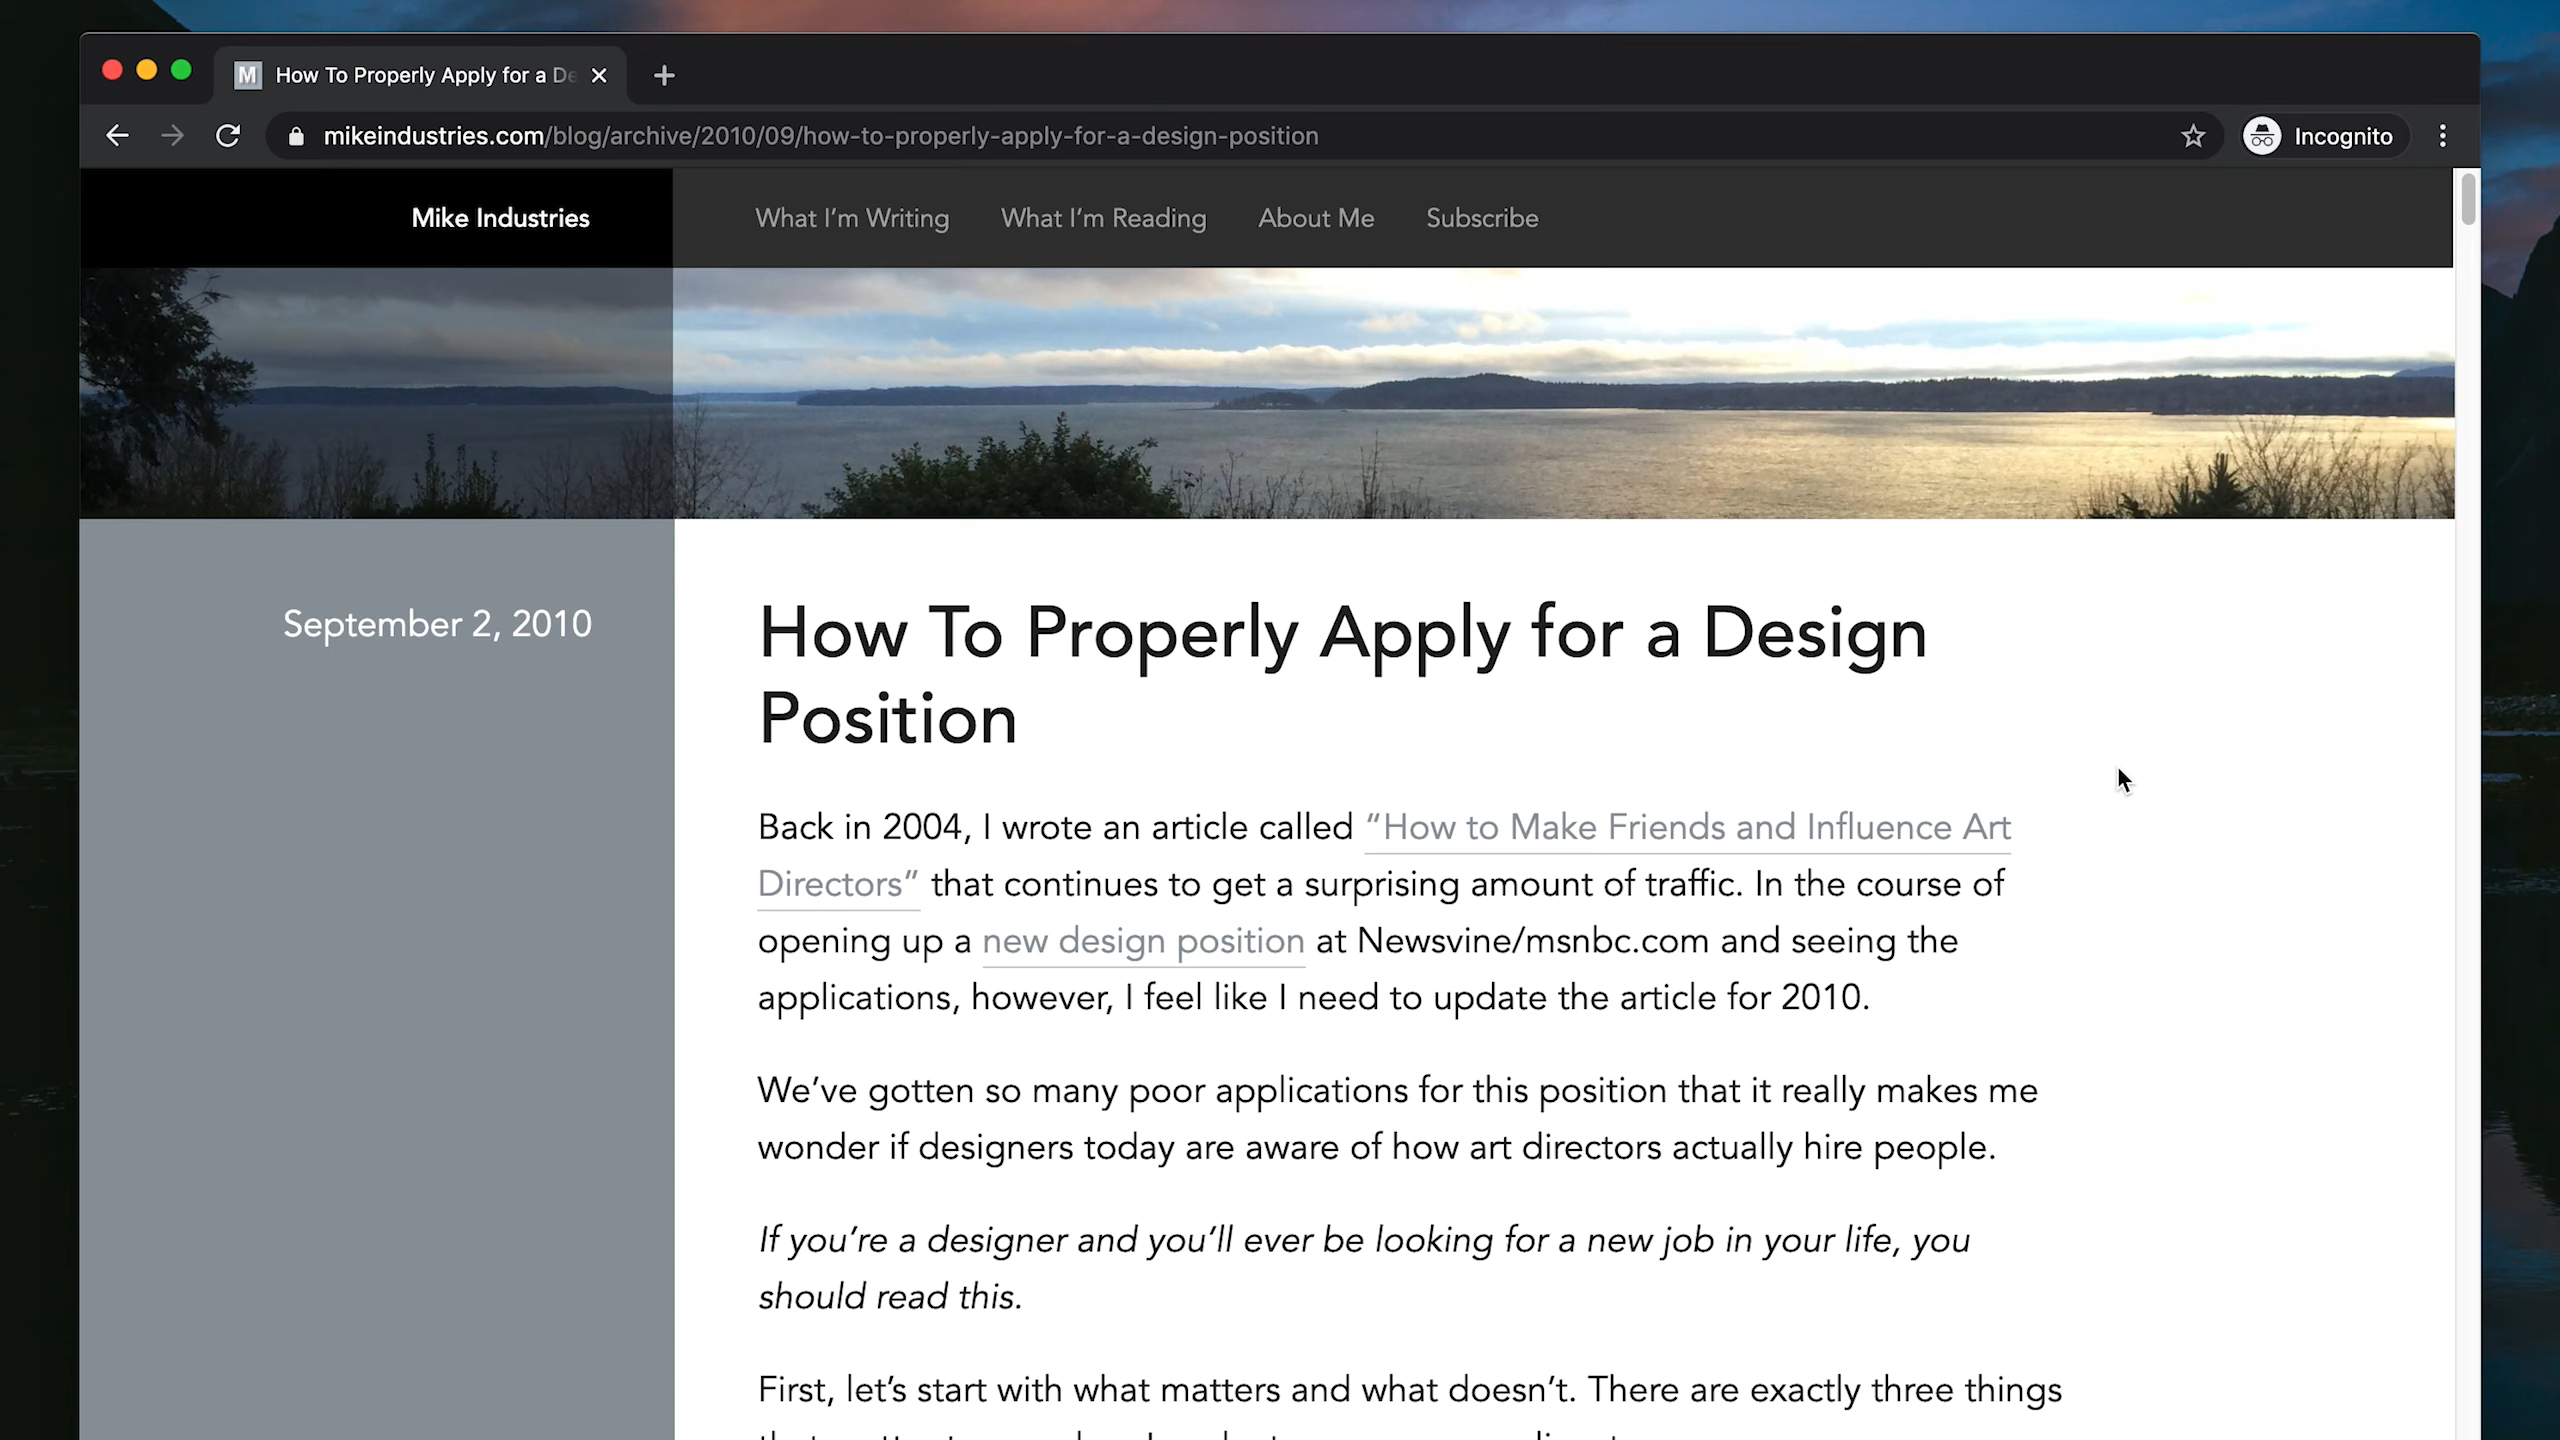 M How To Properly Apply for a De
mikeindustries.com/blog/archive/2010/09/how-to-properly-apply-for-a-design-position
Incognito
Mike Industries
What I’m Writing
What I’m Reading
About Me
Subscribe
September 2, 2010
How To Properly Apply for a Design
Position
Back in 2004, I wrote an article called “How to Make Friends and Influence Art
Directors” that continues to get a surprising amount of traffic. In the course of
opening up a new design position at Newsvine/msnbc.com and seeing the
applications, however, I feel like I need to update the article for 2010.
We’ve gotten so many poor applications for this position that it really makes me
wonder if designers today are aware of how art directors actually hire people.
If you’re a designer and you’ll ever be looking for a new job in your life, you
should read this.
First, let’s start with what matters and what doesn’t. There are exactly three things